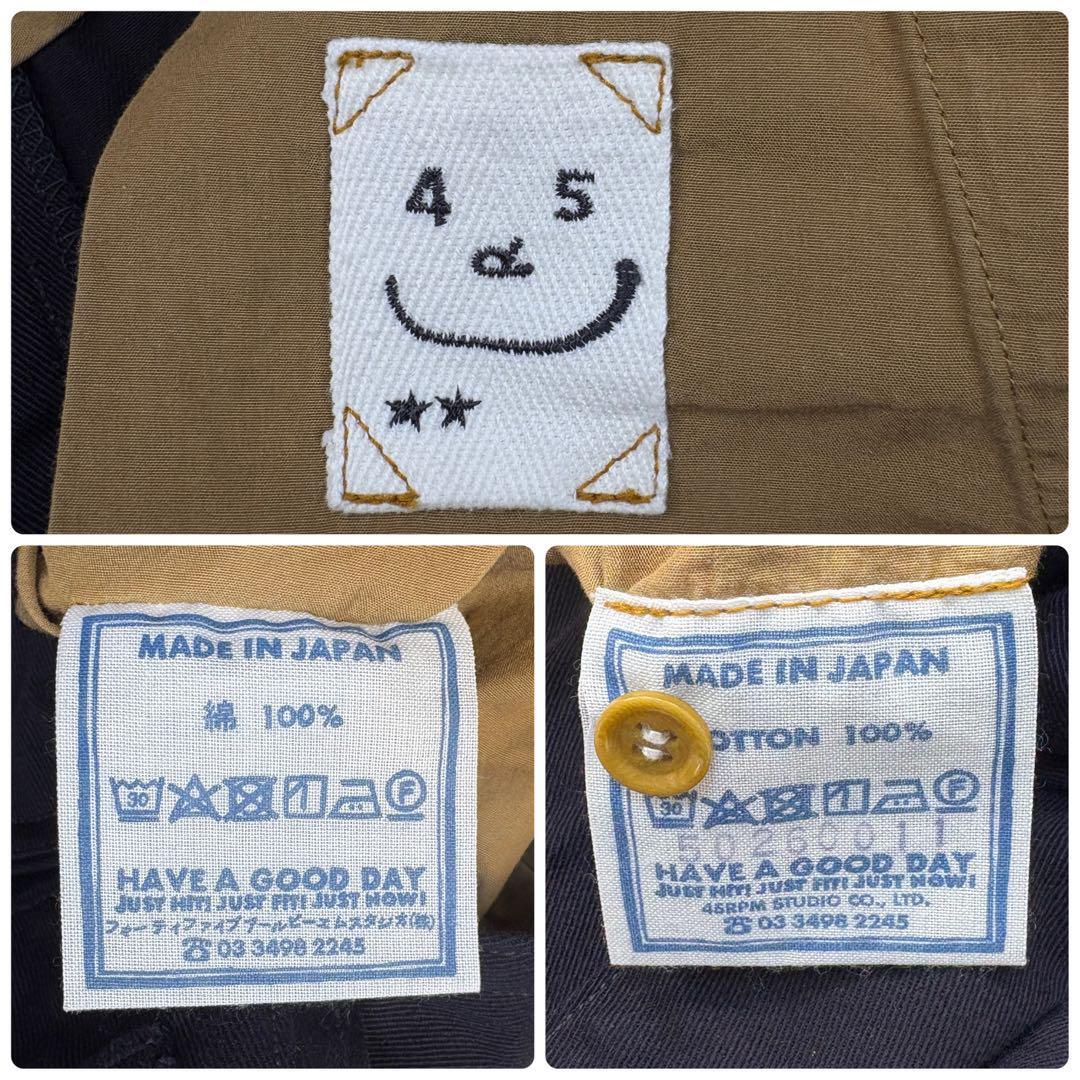 4 5
R
★★
MADE IN JAPAN
綿 100%
30
F
HAVE A GOOD DAY
JUST HIT! JUST FIT! JUST NOW!
フォーティファイブアールピーエムスタジオ(株)
☎ 03 3498 2245
MADE IN JAPAN
OTTON 100%
30
F
50260011
HAVE A GOOD DAY
JUST HIT! JUST FIT! JUST NOW!
45RPM STUDIO CO., LTD.
☎ 03 3498 2245